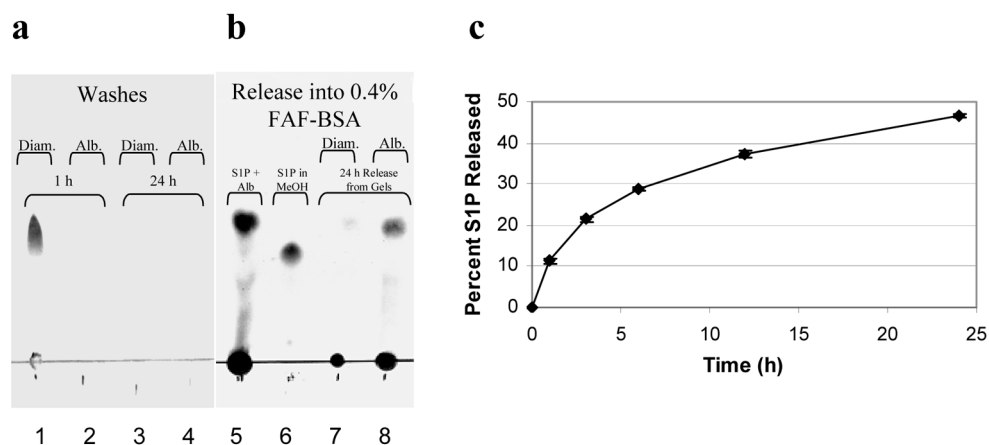 a
b
c
Washes
Diam. Alb. Diam. Alb.
1 h 24 h
1 2 3 4
Release into 0.4%
FAF-BSA
Diam. Alb.
S1P +
Alb
S1P in
MeOH
24 h Release
from Gels
5 6 7 8
Percent S1P Released
50
40
30
20
10
0
0 5 10 15 20 25
Time (h)